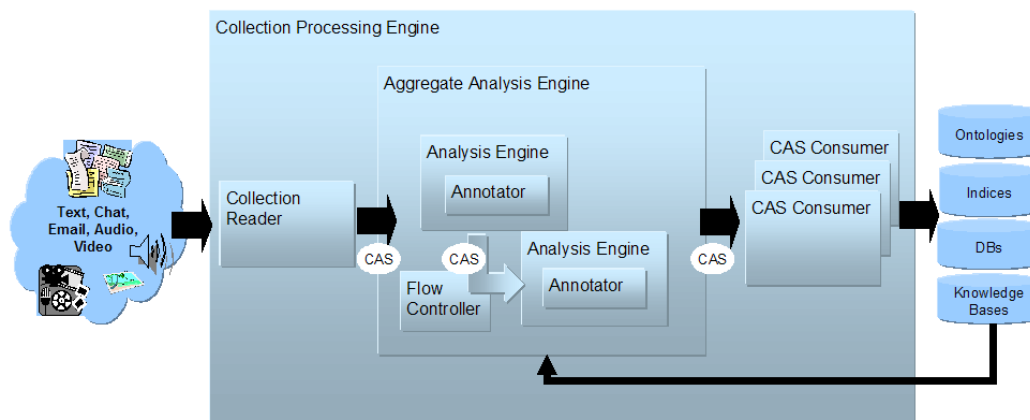 Collection Processing Engine
Aggregate Analysis Engine
Text, Chat,
Email, Audio,
Video
Collection
Reader
CAS
Analysis Engine
Annotator
CAS
Flow
Controller
Analysis Engine
Annotator
CAS
CAS Consumer
CAS Consumer
CAS Consumer
Ontologies
Indices
DBs
Knowledge
Bases